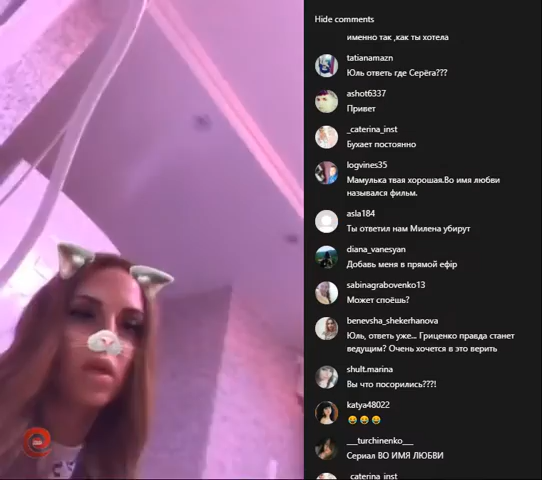 Hide comments
именно так ,как ты хотела
tatianamazn
Юль ответь где Серёга???
ashot6337
Привет
_caterina_inst
Бухает постоянно
logvines35
Мамулька твая хорошая.Во имя любви
назывался фильм.
asla184
Ты ответил нам Милена убирут
diana_vanesyan
Добавь меня в прямой ефір
sabinagrabovenko13
Может споёшь?
benevsha_shekerhanova
Юль, ответь уже... Гриценко правда станет
ведущим? Очень хочется в это верить
shult.marina
Вы что посорились???!
katya48022
😂 😂 😂
___turchinenko___
Сериал ВО ИМЯ ЛЮБВИ
_caterina_inst